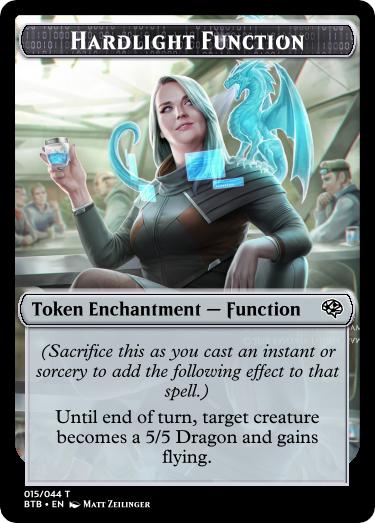 Hardlight Function
Token Enchantment — Function
(Sacrifice this as you cast an instant or
sorcery to add the following effect to that
spell.)
Until end of turn, target creature
becomes a 5/5 Dragon and gains
flying.
015/044 T
BTB • EN Matt Zeilinger